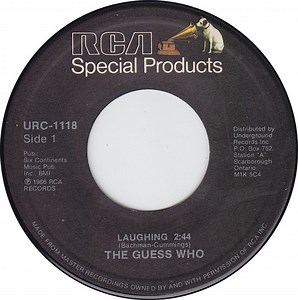 RCA
Special Products
URC-1118
Side 1
Pub.:
Six Continents
Music Pub.
Inc.: BMI
℗1968 RCA
RECORDS
Distributed by
Underground
Records Inc
P.O. Box 752,
Station "A"
Scarborough
Ontario.
M1K 5C4
LAUGHING 2:44
(Bachman-Cummings)
THE GUESS WHO
MADE FROM MASTER RECORDINGS OWNED BY AND WITH PERMISSION OF RCA INC